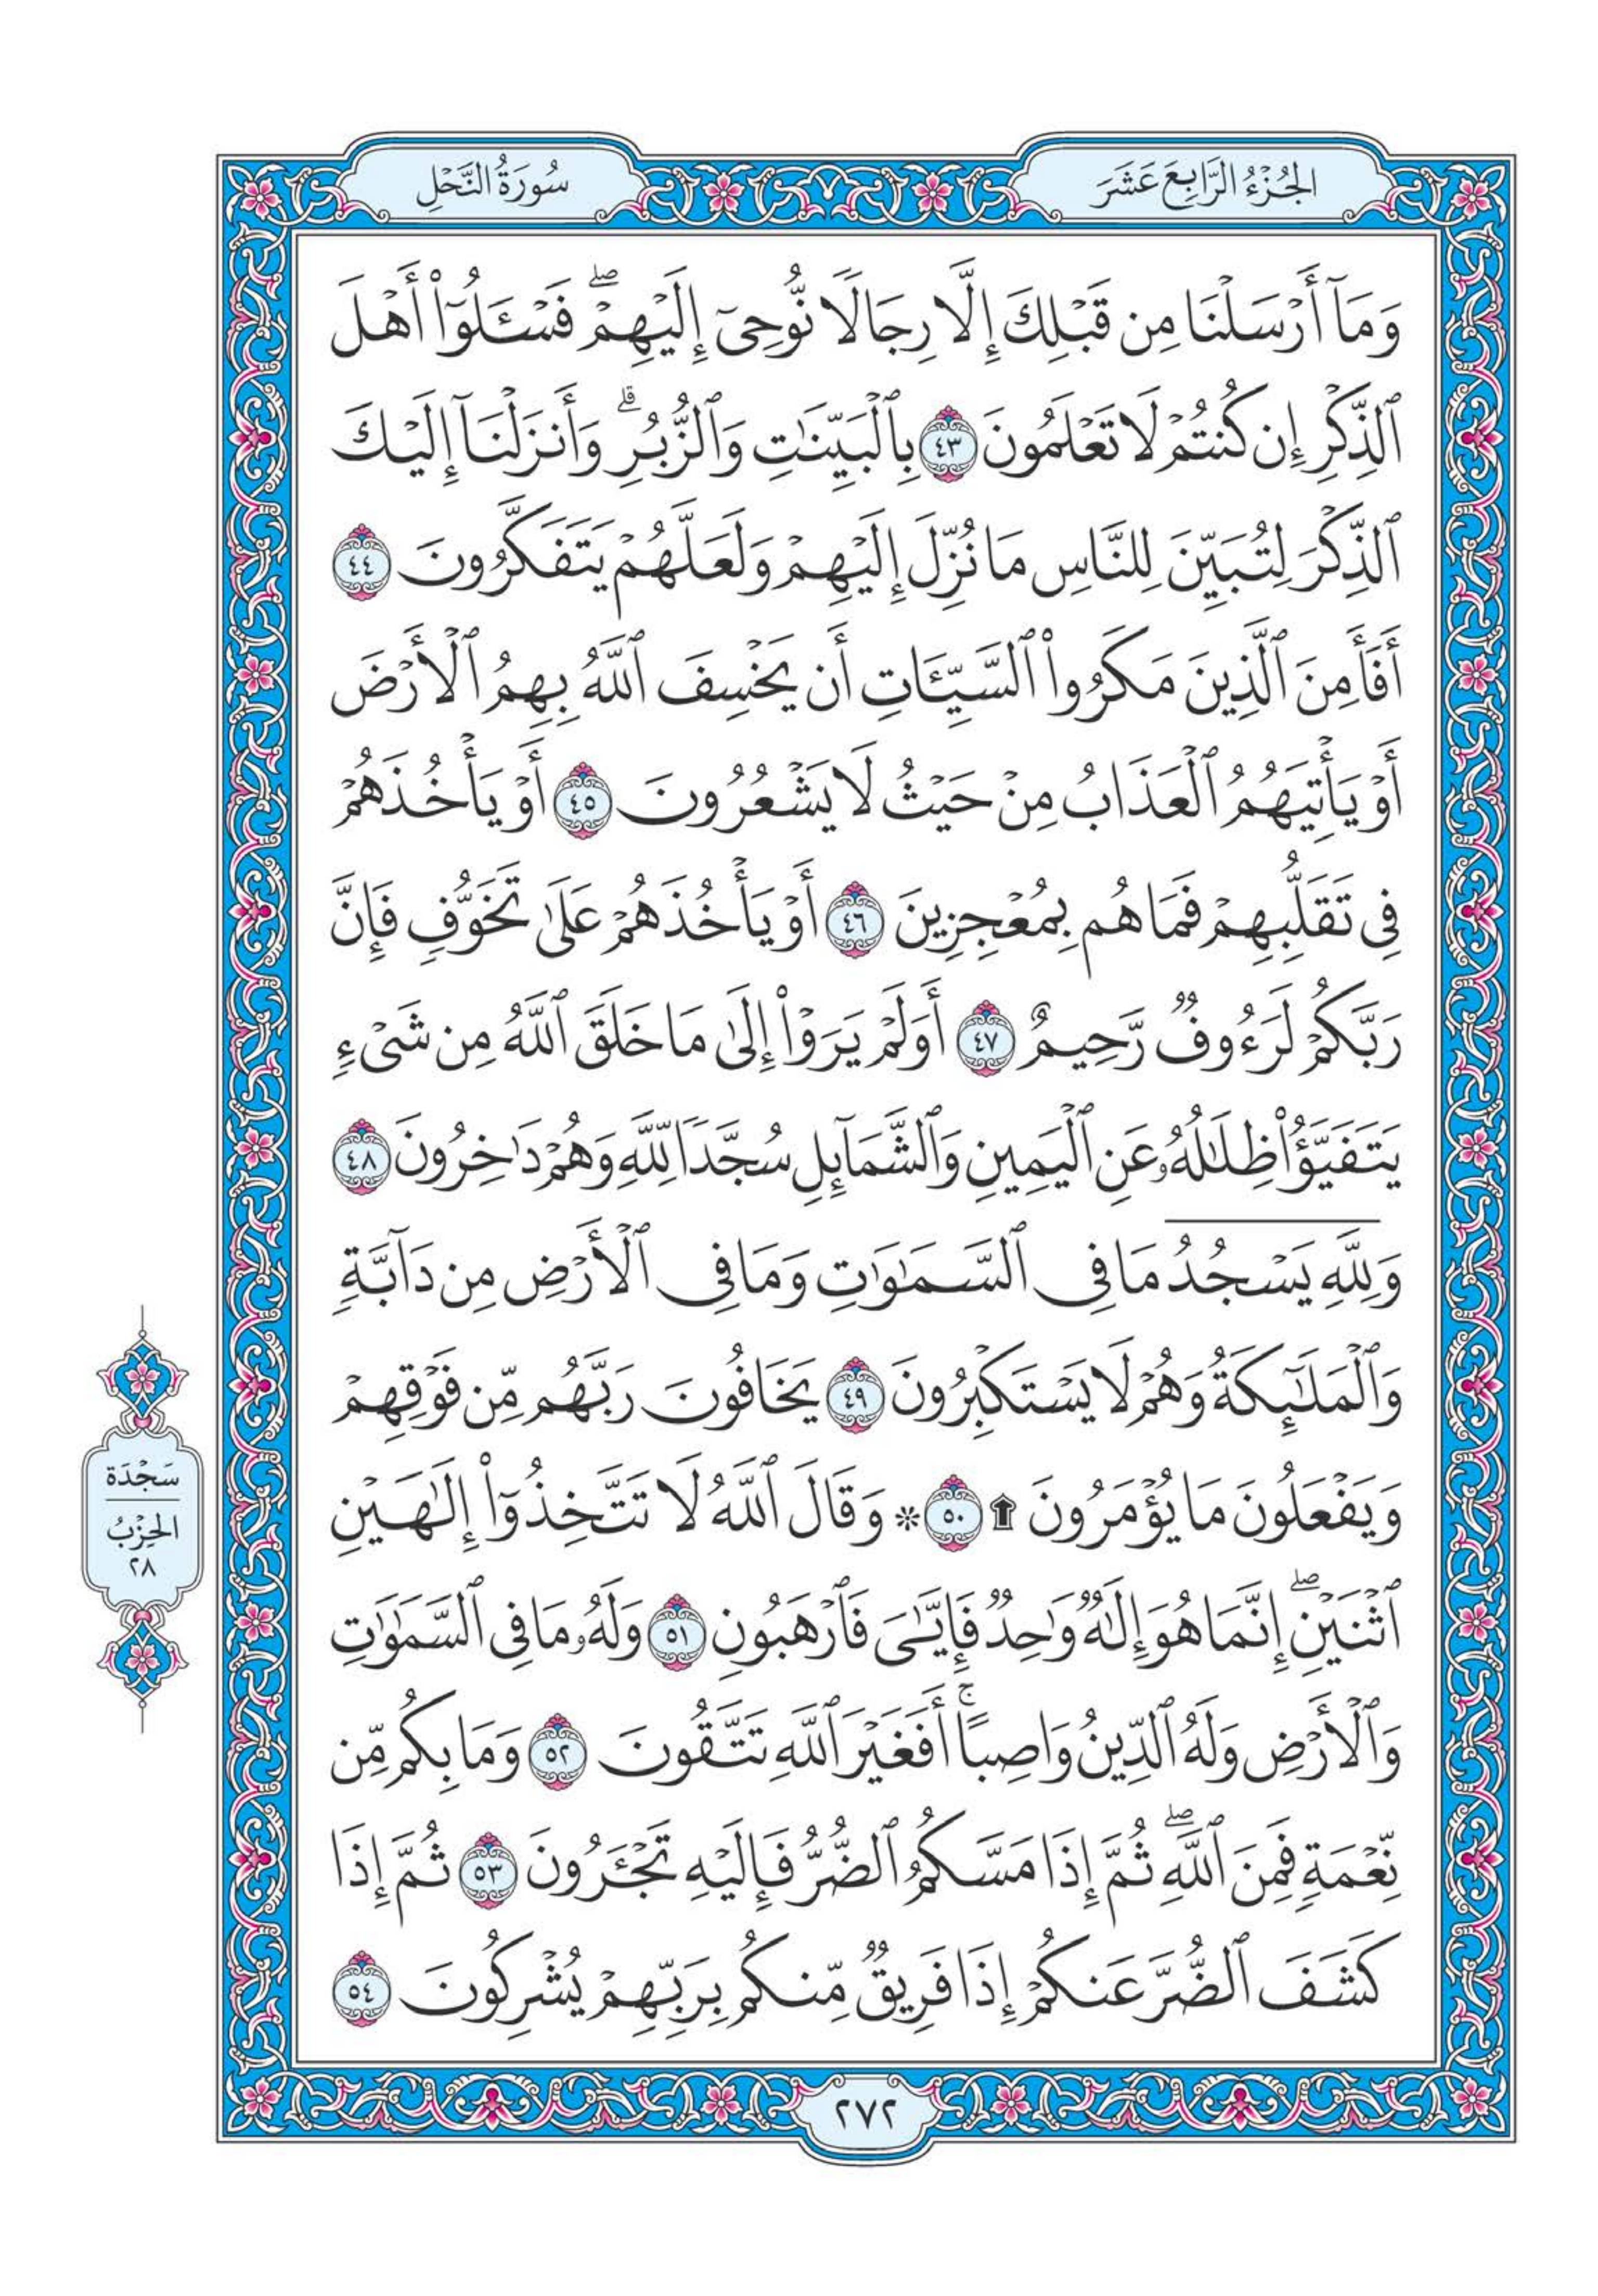 الجُزْءُ الرَّابِعَ عَشَرَ
سُورَةُ النَّحْلِ
وَمَآ أَرْسَلْنَا مِن قَبْلِكَ إِلَّا رِجَالًا نُّوحِىٓ إِلَيْهِمْۖ فَسْـَٔلُوٓا۟ أَهْلَ
ٱلذِّكْرِ إِن كُنتُمْ لَا تَعْلَمُونَ ٤٣ بِٱلْبَيِّنَـٰتِ وَٱلزُّبُرِۗ وَأَنزَلْنَآ إِلَيْكَ
ٱلذِّكْرَ لِتُبَيِّنَ لِلنَّاسِ مَا نُزِّلَ إِلَيْهِمْ وَلَعَلَّهُمْ يَتَفَكَّرُونَ ٤٤
أَفَأَمِنَ ٱلَّذِينَ مَكَرُوا۟ ٱلسَّيِّـَٔاتِ أَن يَخْسِفَ ٱللَّهُ بِهِمُ ٱلْأَرْضَ
أَوْ يَأْتِيَهُمُ ٱلْعَذَابُ مِنْ حَيْثُ لَا يَشْعُرُونَ ٤٥ أَوْ يَأْخُذَهُمْ
فِى تَقَلُّبِهِمْ فَمَا هُم بِمُعْجِزِينَ ٤٦ أَوْ يَأْخُذَهُمْ عَلَىٰ تَخَوُّفٍ فَإِنَّ
رَبَّكُمْ لَرَءُوفٌ رَّحِيمٌ ٤٧ أَوَلَمْ يَرَوْا۟ إِلَىٰ مَا خَلَقَ ٱللَّهُ مِن شَىْءٍ
يَتَفَيَّؤُا۟ ظِلَـٰلُهُۥ عَنِ ٱلْيَمِينِ وَٱلشَّمَآئِلِ سُجَّدًا لِّلَّهِ وَهُمْ دَٰخِرُونَ ٤٨
وَلِلَّهِ يَسْجُدُ مَا فِى ٱلسَّمَـٰوَٰتِ وَمَا فِى ٱلْأَرْضِ مِن دَآبَّةٍ
وَٱلْمَلَـٰٓئِكَةُ وَهُمْ لَا يَسْتَكْبِرُونَ ٤٩ يَخَافُونَ رَبَّهُم مِّن فَوْقِهِمْ
وَيَفْعَلُونَ مَا يُؤْمَرُونَ ۩ ٥٠ * وَقَالَ ٱللَّهُ لَا تَتَّخِذُوٓا۟ إِلَـٰهَيْنِ
ٱثْنَيْنِۖ إِنَّمَا هُوَ إِلَـٰهٌ وَٰحِدٌ فَإِيَّـٰىَ فَٱرْهَبُونِ ٥١ وَلَهُۥ مَا فِى ٱلسَّمَـٰوَٰتِ
وَٱلْأَرْضِ وَلَهُ ٱلدِّينُ وَاصِبًاۚ أَفَغَيْرَ ٱللَّهِ تَتَّقُونَ ٥٢ وَمَا بِكُم مِّن
نِّعْمَةٍ فَمِنَ ٱللَّهِۖ ثُمَّ إِذَا مَسَّكُمُ ٱلضُّرُّ فَإِلَيْهِ تَجْـَٔرُونَ ٥٣ ثُمَّ إِذَا
كَشَفَ ٱلضُّرَّ عَنكُمْ إِذَا فَرِيقٌ مِّنكُم بِرَبِّهِمْ يُشْرِكُونَ ٥٤
سَجْدَة
الحِزْبُ
٢٨
٢٧٢